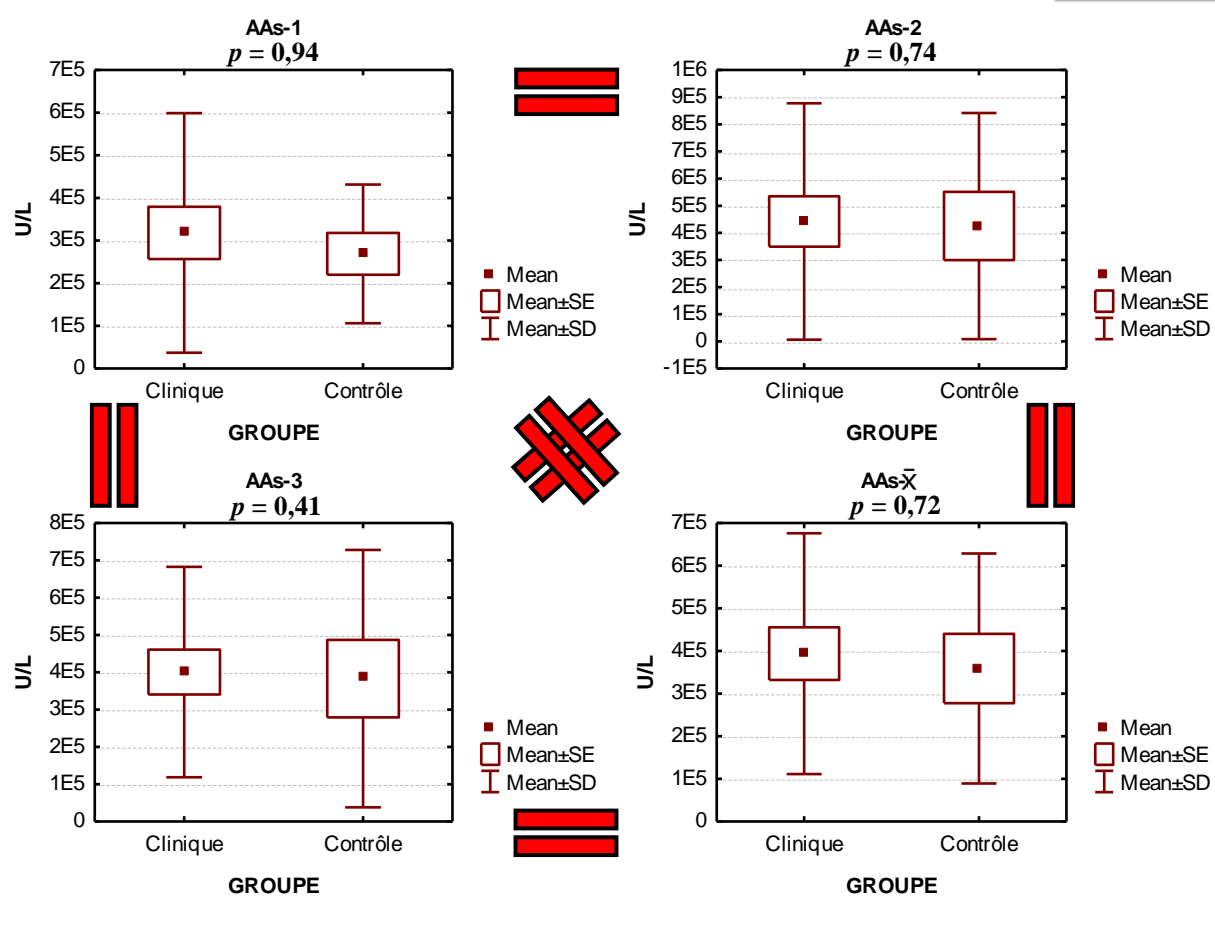 AAs-1
p = 0,94
7E5
6E5
5E5
4E5
3E5
2E5
1E5
0
U/L
Clinique Contrôle
GROUPE
Mean
Mean±SE
Mean±SD
AAs-2
p = 0,74
1E6
9E5
8E5
7E5
6E5
5E5
4E5
3E5
2E5
1E5
0
-1E5
U/L
Clinique Contrôle
GROUPE
Mean
Mean±SE
Mean±SD
AAs-3
p = 0,41
8E5
7E5
6E5
5E5
4E5
3E5
2E5
1E5
0
U/L
Clinique Contrôle
GROUPE
Mean
Mean±SE
Mean±SD
AAs-x̄
p = 0,72
7E5
6E5
5E5
4E5
3E5
2E5
1E5
0
U/L
Clinique Contrôle
GROUPE
Mean
Mean±SE
Mean±SD